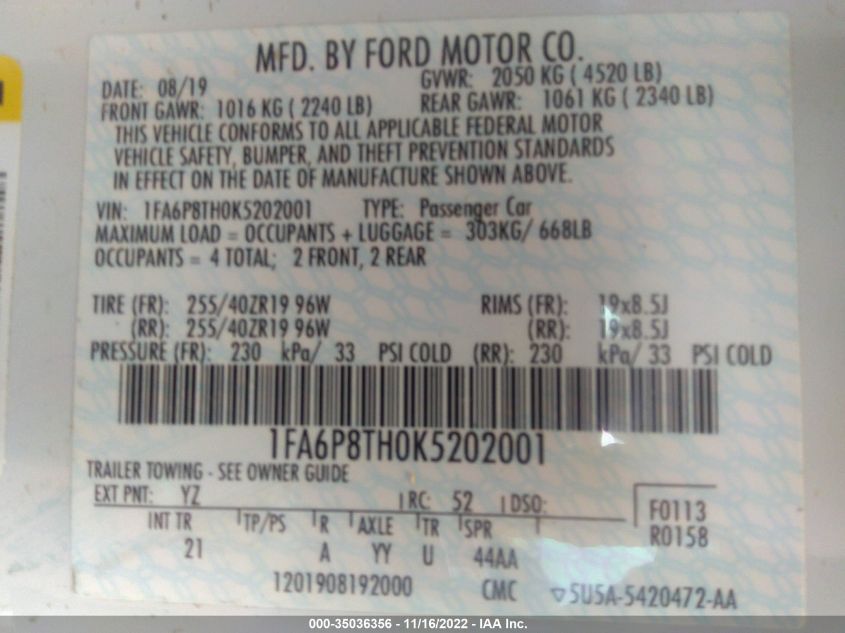 MFD. BY FORD MOTOR CO.
DATE: 08/19 GVWR: 2050 KG ( 4520 LB)
FRONT GAWR: 1016 KG ( 2240 LB) REAR GAWR: 1061 KG ( 2340 LB)
THIS VEHICLE CONFORMS TO ALL APPLICABLE FEDERAL MOTOR
VEHICLE SAFETY, BUMPER, AND THEFT PREVENTION STANDARDS
IN EFFECT ON THE DATE OF MANUFACTURE SHOWN ABOVE.
VIN: 1FA6P8TH0K5202001 TYPE: Passenger Car
MAXIMUM LOAD = OCCUPANTS + LUGGAGE = 303KG/ 668LB
OCCUPANTS = 4 TOTAL; 2 FRONT, 2 REAR
TIRE (FR): 255/40ZR19 96W RIMS (FR): 19x8.5J
(RR): 255/40ZR19 96W (RR): 19x8.5J
PRESSURE (FR): 230 kPa/ 33 PSI COLD (RR): 230 kPa/ 33 PSI COLD
1FA6P8TH0K5202001
TRAILER TOWING - SEE OWNER GUIDE
EXT PNT: YZ RC: 52 DSO: F0113
INT TR TP/PS R AXLE TR SPR R0158
21 A YY U 44AA
1201908192000 CMC ▽5U5A-5420472-AA
000-35036356 - 11/16/2022 - IAA Inc.